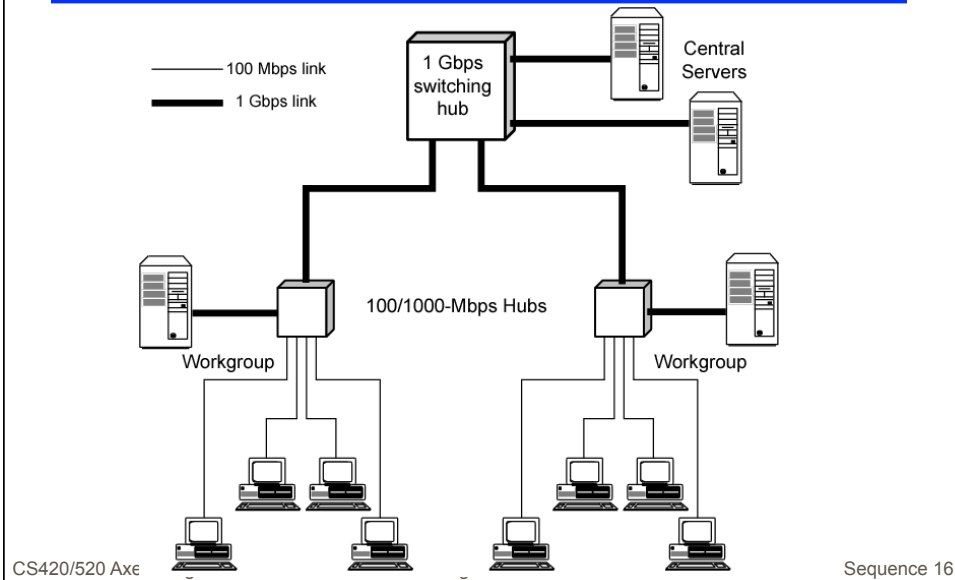 1 Gbps
switching
hub
Central
Servers
100 Mbps link
1 Gbps link
100/1000-Mbps Hubs
Workgroup
Workgroup
CS420/520 Axe
Sequence 16